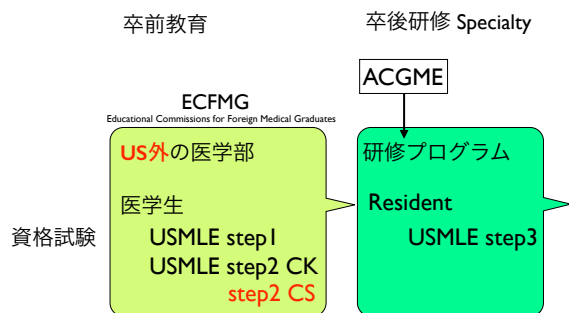 卒前教育
卒後研修 Specialty
ACGME
ECFMG
Educational Commissions for Foreign Medical Graduates
US外の医学部
研修プログラム
医学生
Resident
資格試験
USMLE step1
USMLE step3
USMLE step2 CK
step2 CS